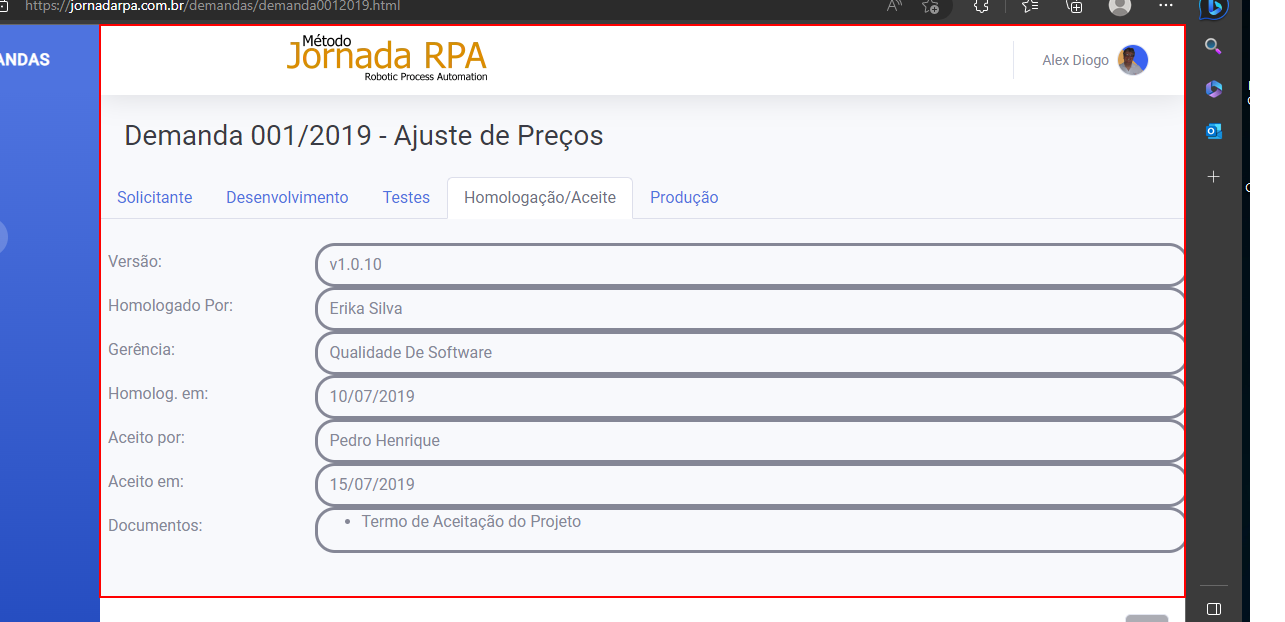 https://jornadarpa.com.br/demandas/demanda0012019.html
ANDAS
Método
Jornada RPA
Robotic Process Automation
Alex Diogo
Demanda 001/2019 - Ajuste de Preços
Solicitante Desenvolvimento Testes Homologação/Aceite Produção
Versão: v1.0.10
Homologado Por: Erika Silva
Gerência: Qualidade De Software
Homolog. em: 10/07/2019
Aceito por: Pedro Henrique
Aceito em: 15/07/2019
Documentos: • Termo de Aceitação do Projeto